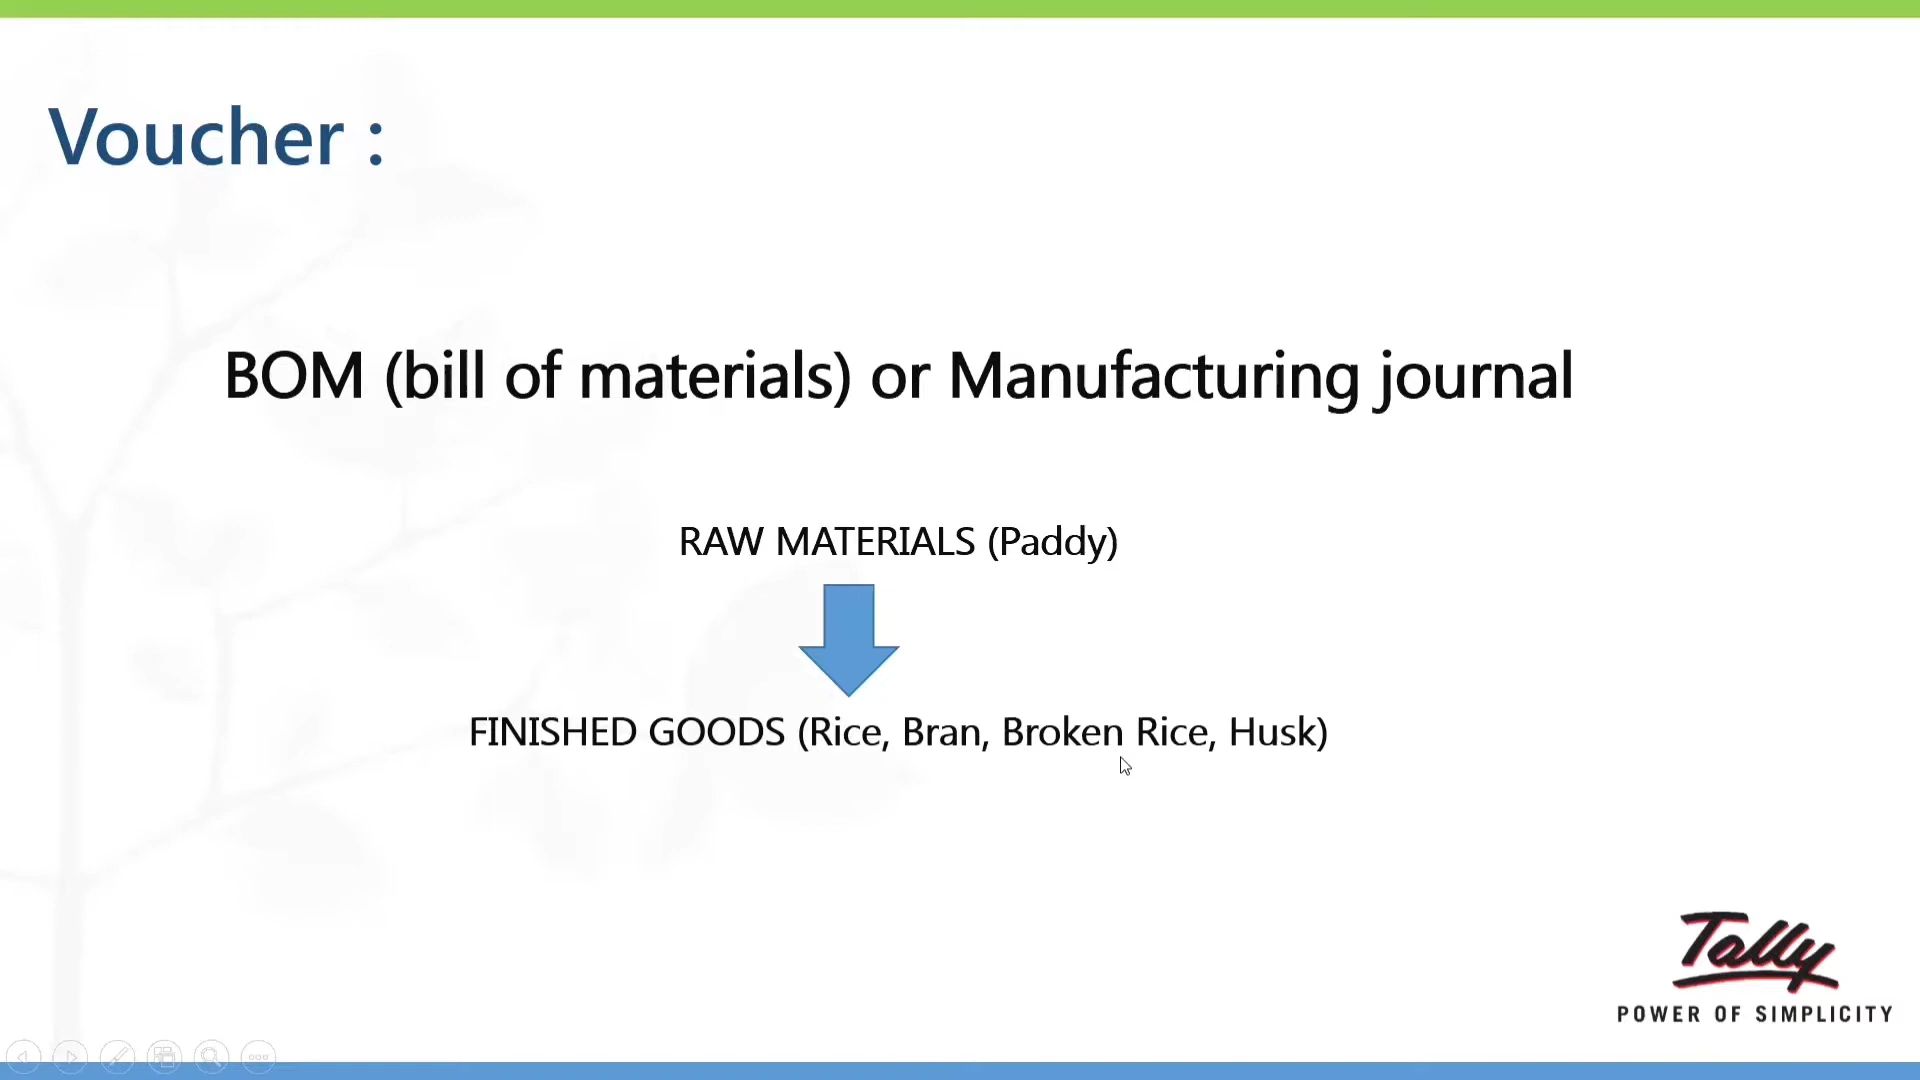 Voucher :
BOM (bill of materials) or Manufacturing journal
RAW MATERIALS (Paddy)
FINISHED GOODS (Rice, Bran, Broken Rice, Husk)
Tally
POWER OF SIMPLICITY